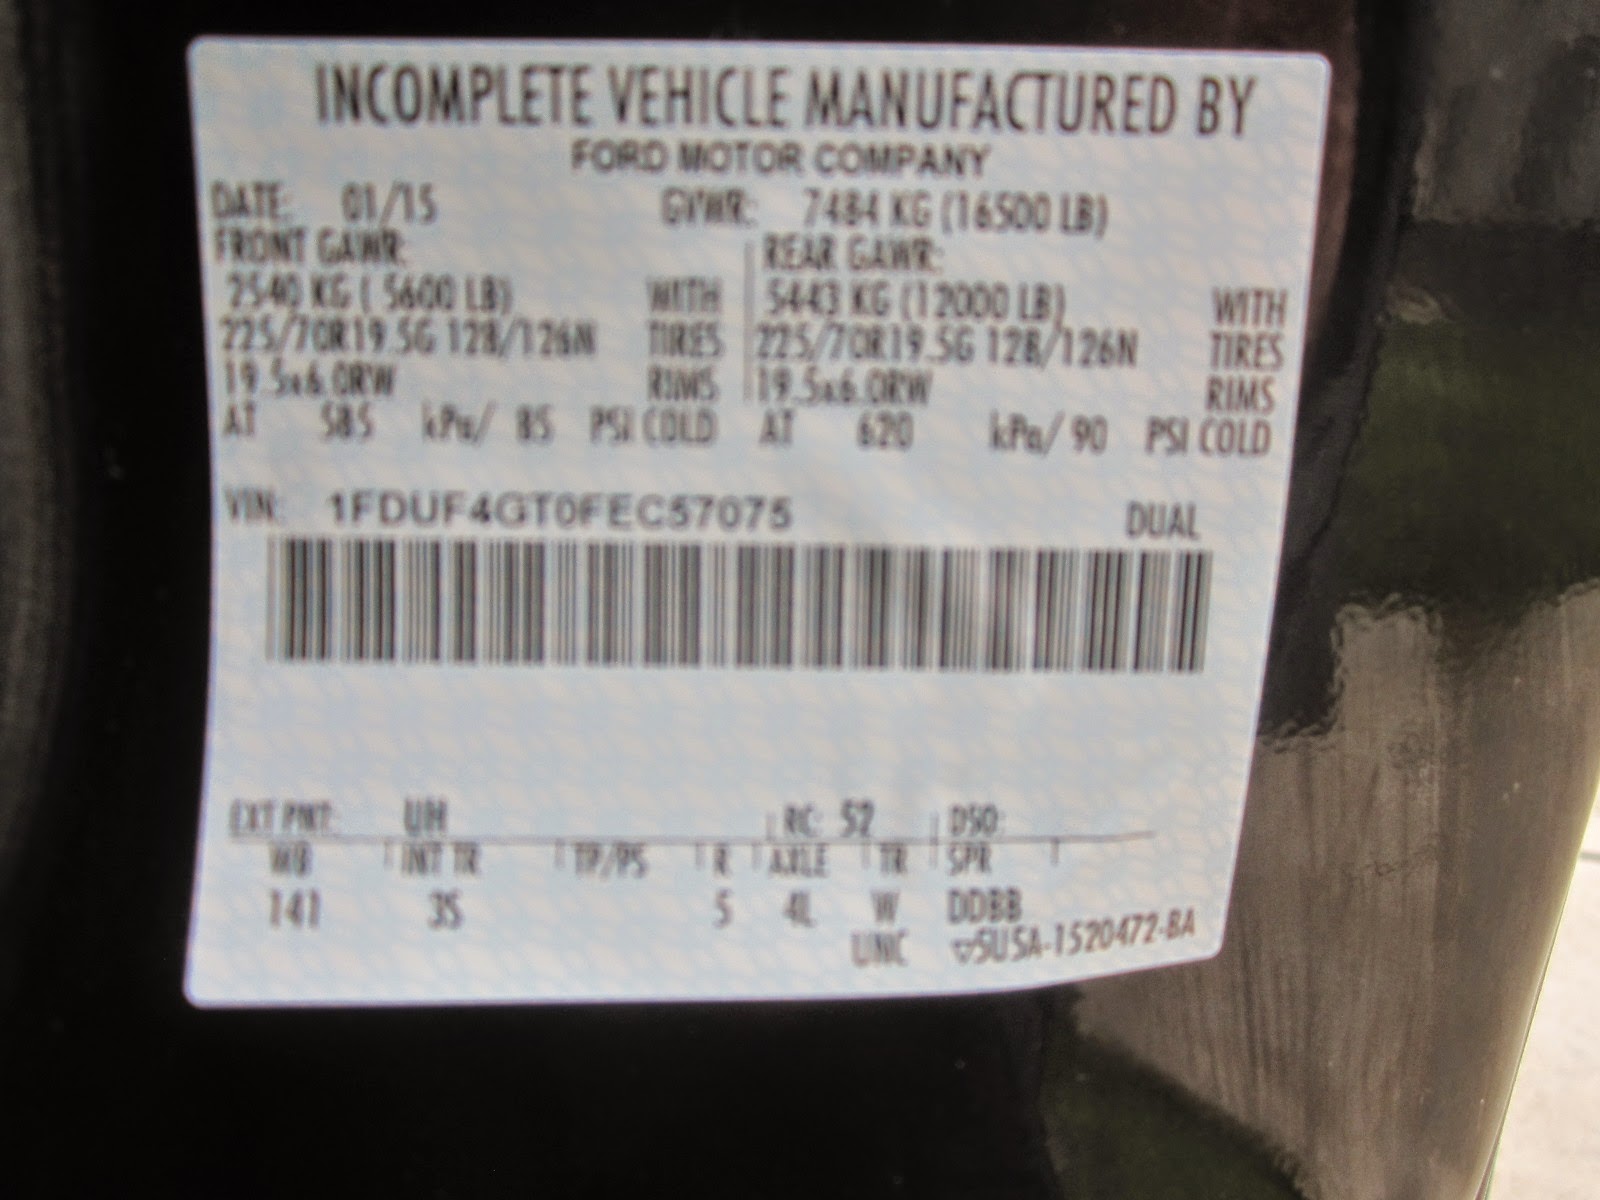 INCOMPLETE VEHICLE MANUFACTURED BY
FORD MOTOR COMPANY
DATE: 01/15 GVWR: 7484 KG (16500 LB)
FRONT GAWR: REAR GAWR:
2540 KG ( 5600 LB) WITH 5443 KG (12000 LB) WITH
225/70R19.5G 128/126N TIRES 225/70R19.5G 128/126N TIRES
19.5x6.0RW RIMS 19.5x6.0RW RIMS
AT 585 kPa/ 85 PSI COLD AT 620 kPa/ 90 PSI COLD
VIN: 1FDUF4GT0FEC57075 DUAL
EXT PNT: UH RC: 52 DSO:
WB INT TR TP/PS R AXLE TR SPR
141 3S 5 4L W DDBB
UNC ▽5USA-1520472-BA